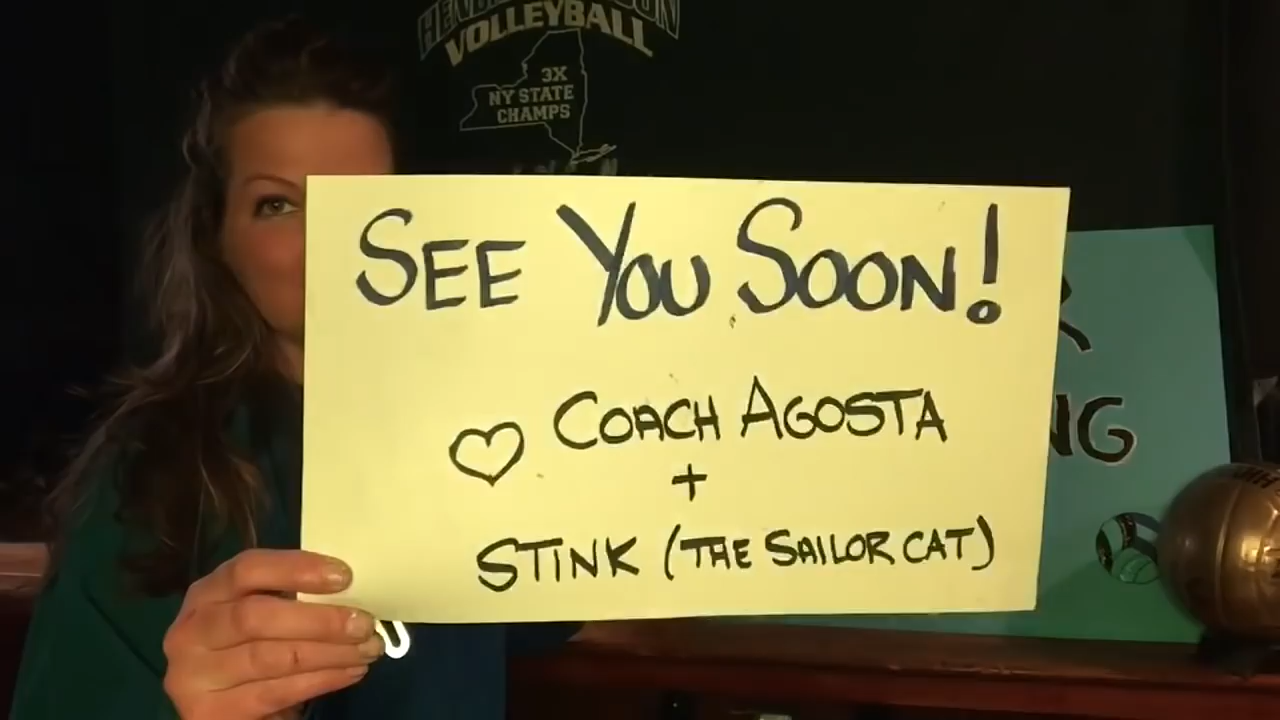 VOLLEYBALL
3X
NY STATE
CHAMPS
SEE YOU SOON!
♡ COACH AGOSTA
+
STINK (THE SAILOR CAT)
NG